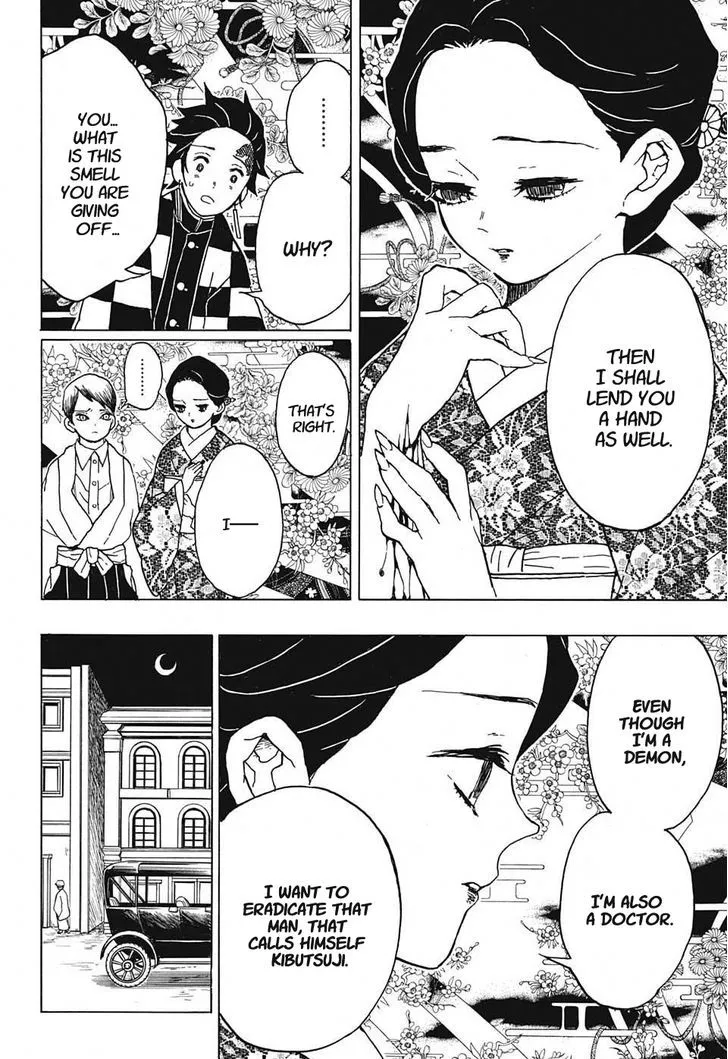 THEN
I SHALL
LEND YOU
A HAND
AS WELL.
........
WHY?
YOU...
WHAT
IS THIS
SMELL
YOU ARE
GIVING
OFF...
THAT'S
RIGHT.
I——
........
EVEN
THOUGH
I'M A
DEMON,
I'M ALSO
A DOCTOR.
I WANT TO
ERADICATE THAT
MAN, THAT
CALLS HIMSELF
KIBUTSUJI.